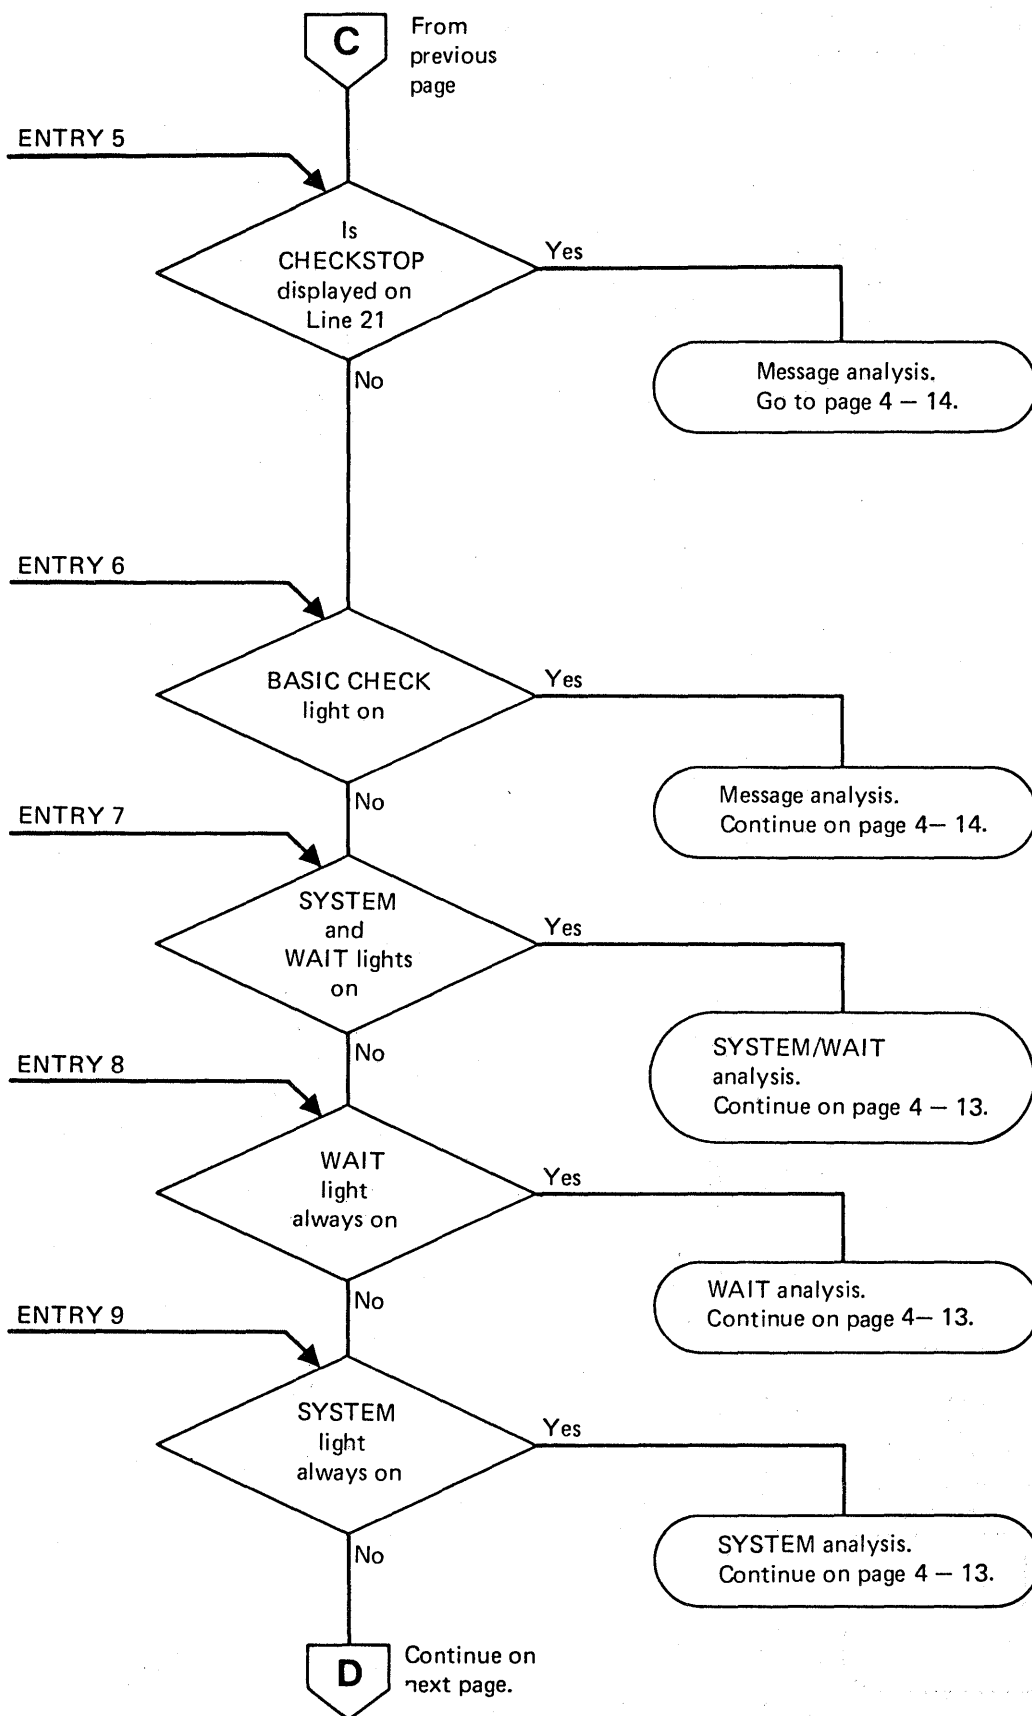 C
From
previous
page
ENTRY 5
Is
CHECKSTOP
displayed on
Line 21
Yes
No
Message analysis.
Go to page 4 – 14.
ENTRY 6
BASIC CHECK
light on
Yes
No
Message analysis.
Continue on page 4– 14.
ENTRY 7
SYSTEM
and
WAIT lights
on
Yes
No
SYSTEM/WAIT
analysis.
Continue on page 4 – 13.
ENTRY 8
WAIT
light
always on
Yes
No
WAIT analysis.
Continue on page 4– 13.
ENTRY 9
SYSTEM
light
always on
Yes
No
SYSTEM analysis.
Continue on page 4 – 13.
D
Continue on
next page.